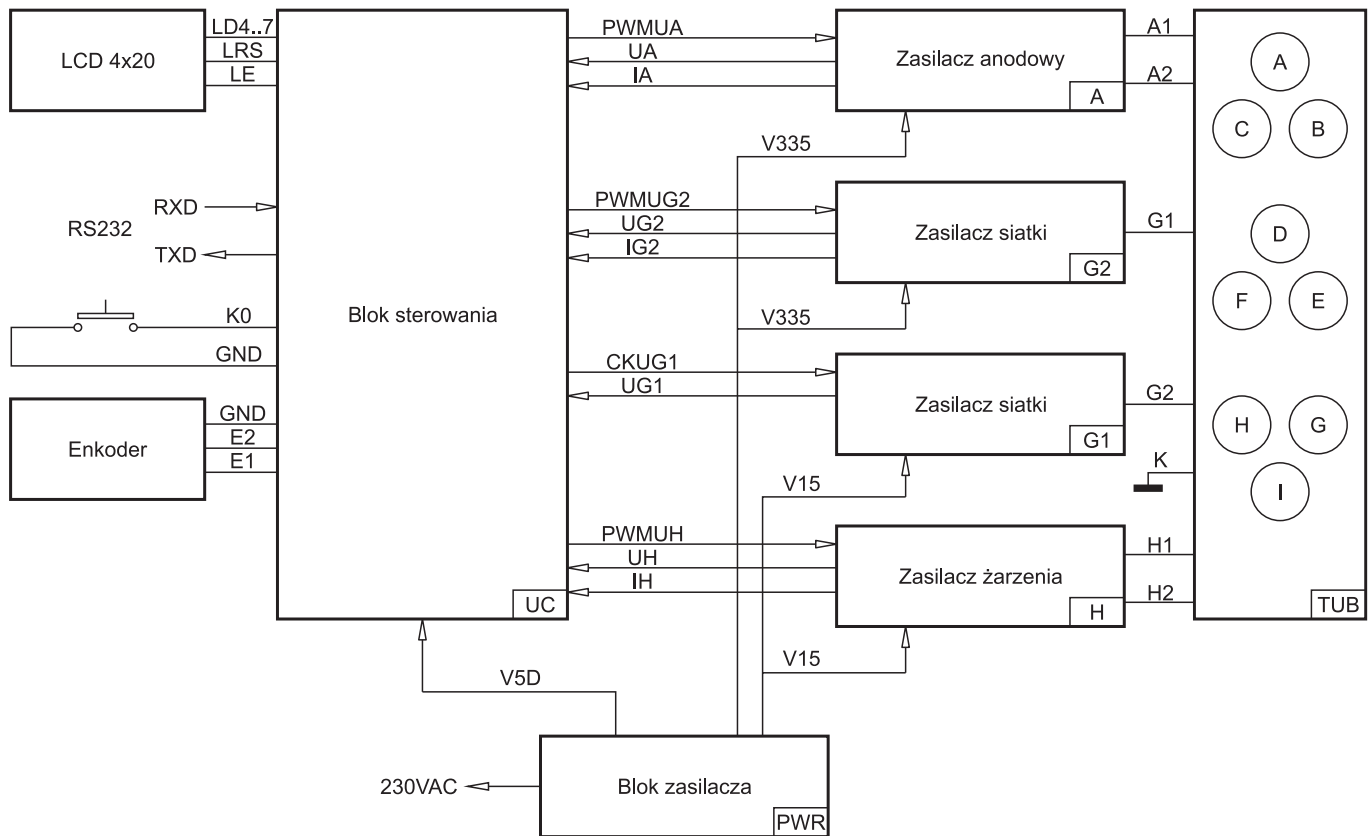 LCD 4x20
LD4..7
LRS
LE
RS232
RXD
TXD
K0
GND
Enkoder
GND
E2
E1
Blok sterowania
UC
PWMUA
UA
IA
V335
PWMUG2
UG2
IG2
V335
CKUG1
UG1
V15
PWMUH
UH
IH
V15
V5D
Zasilacz anodowy
A
Zasilacz siatki
G2
Zasilacz siatki
G1
Zasilacz żarzenia
H
A1
A2
G1
G2
K
H1
H2
A
C
B
D
F
E
H
G
I
TUB
230VAC
Blok zasilacza
PWR